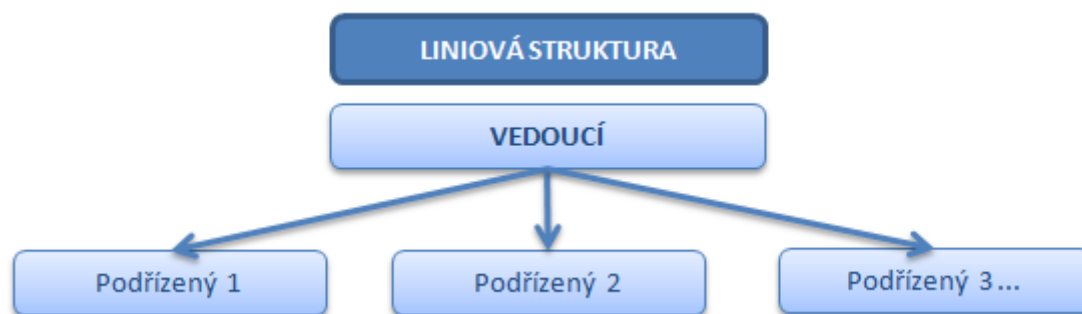 LINIOVÁ STRUKTURA
VEDOUCÍ
Podřízený 1
Podřízený 2
Podřízený 3...